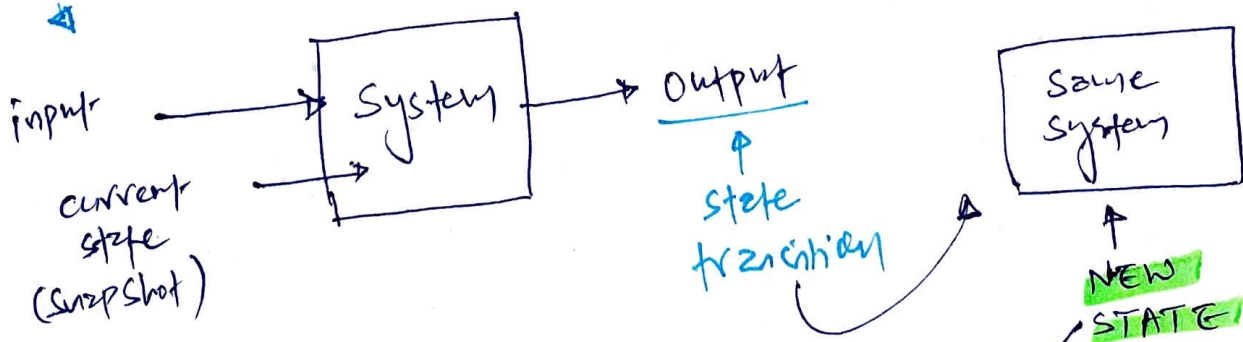 input
current
state
(snapshot)
System
Output
state
transition
same
system
NEW
STATE